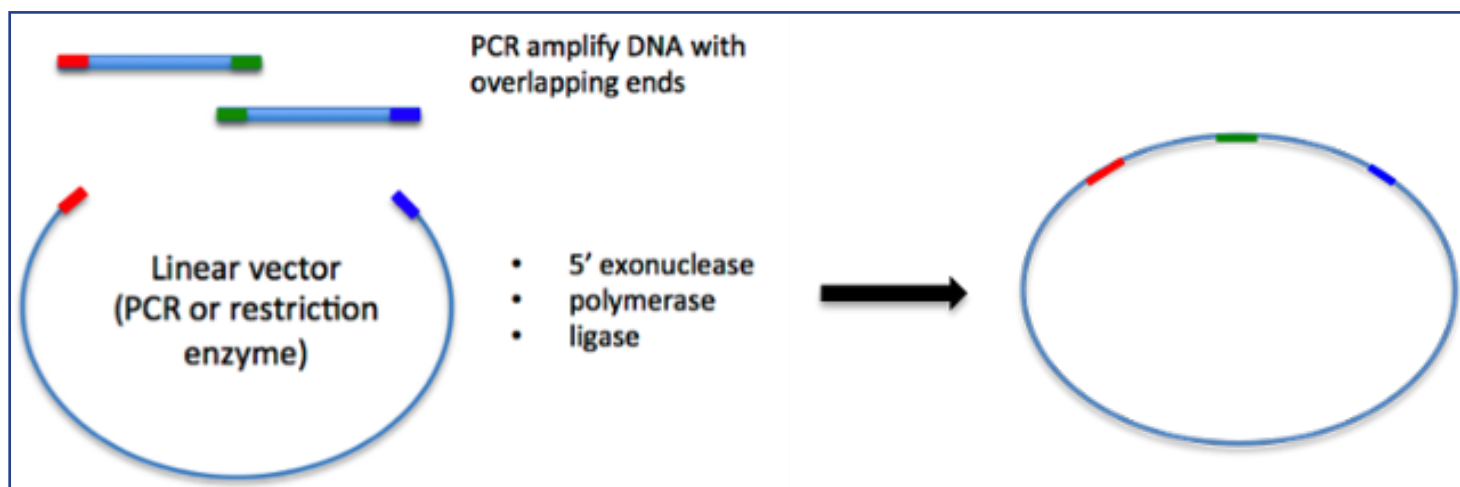 PCR amplify DNA with
overlapping ends
Linear vector
(PCR or restriction
enzyme)
• 5’ exonuclease
• polymerase
• ligase